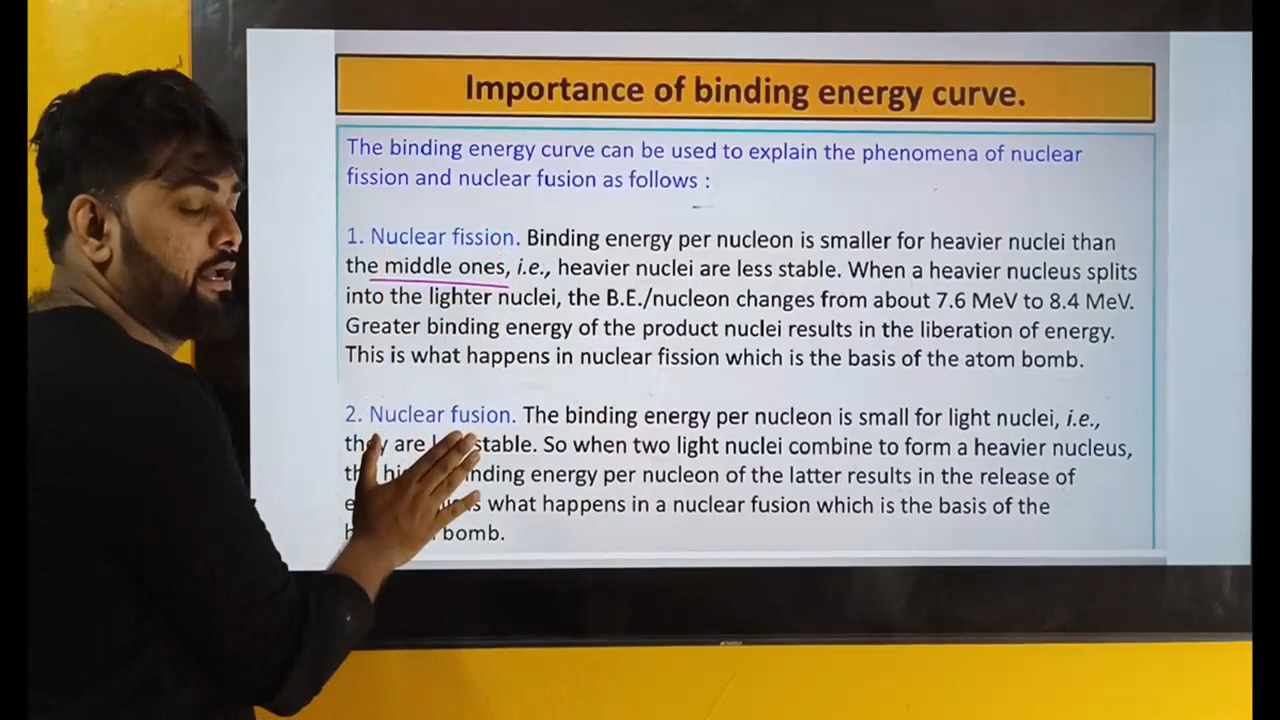 Importance of binding energy curve.
The binding energy curve can be used to explain the phenomena of nuclear
fission and nuclear fusion as follows :
1. Nuclear fission. Binding energy per nucleon is smaller for heavier nuclei than
the middle ones, i.e., heavier nuclei are less stable. When a heavier nucleus splits
into the lighter nuclei, the B.E./nucleon changes from about 7.6 MeV to 8.4 MeV.
Greater binding energy of the product nuclei results in the liberation of energy.
This is what happens in nuclear fission which is the basis of the atom bomb.
2. Nuclear fusion. The binding energy per nucleon is small for light nuclei, i.e.,
they are stable. So when two light nuclei combine to form a heavier nucleus,
binding energy per nucleon of the latter results in the release of
what happens in a nuclear fusion which is the basis of the
bomb.